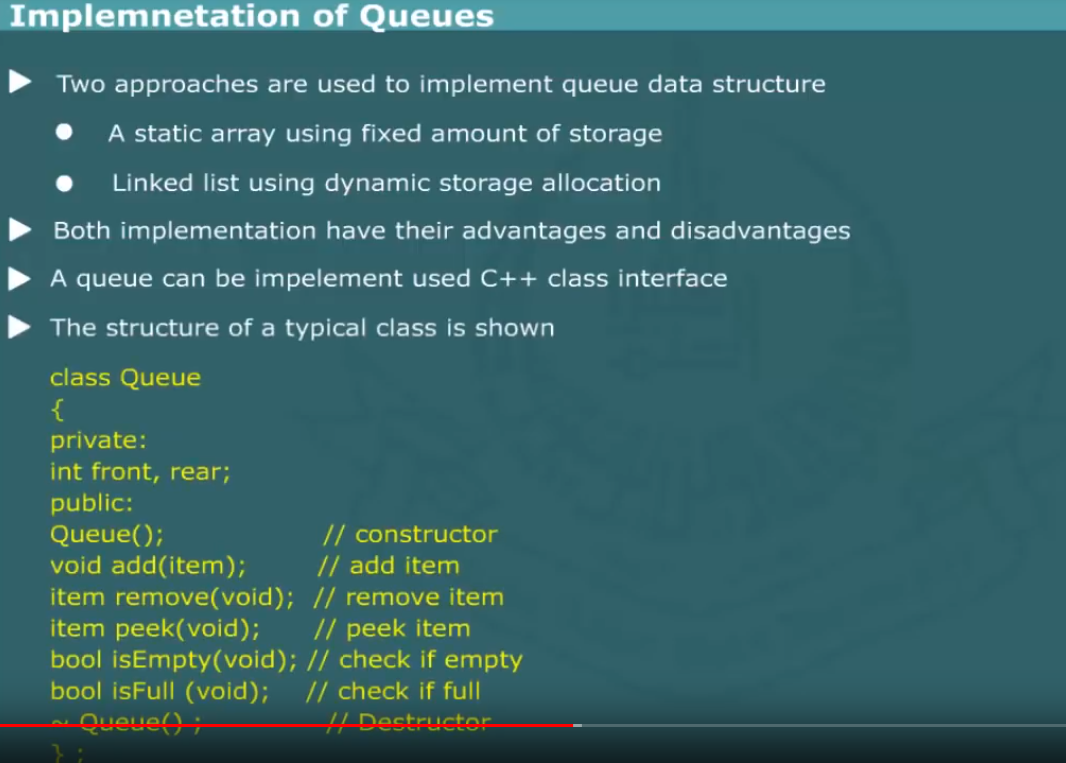 Implemnetation of Queues
Two approaches are used to implement queue data structure
A static array using fixed amount of storage
Linked list using dynamic storage allocation
Both implementation have their advantages and disadvantages
A queue can be impelement used C++ class interface
The structure of a typical class is shown
class Queue
{
private:
int front, rear;
public:
Queue(); // constructor
void add(item); // add item
item remove(void); // remove item
item peek(void); // peek item
bool isEmpty(void); // check if empty
bool isFull (void); // check if full
~ Queue() ; // Destructor
} ;